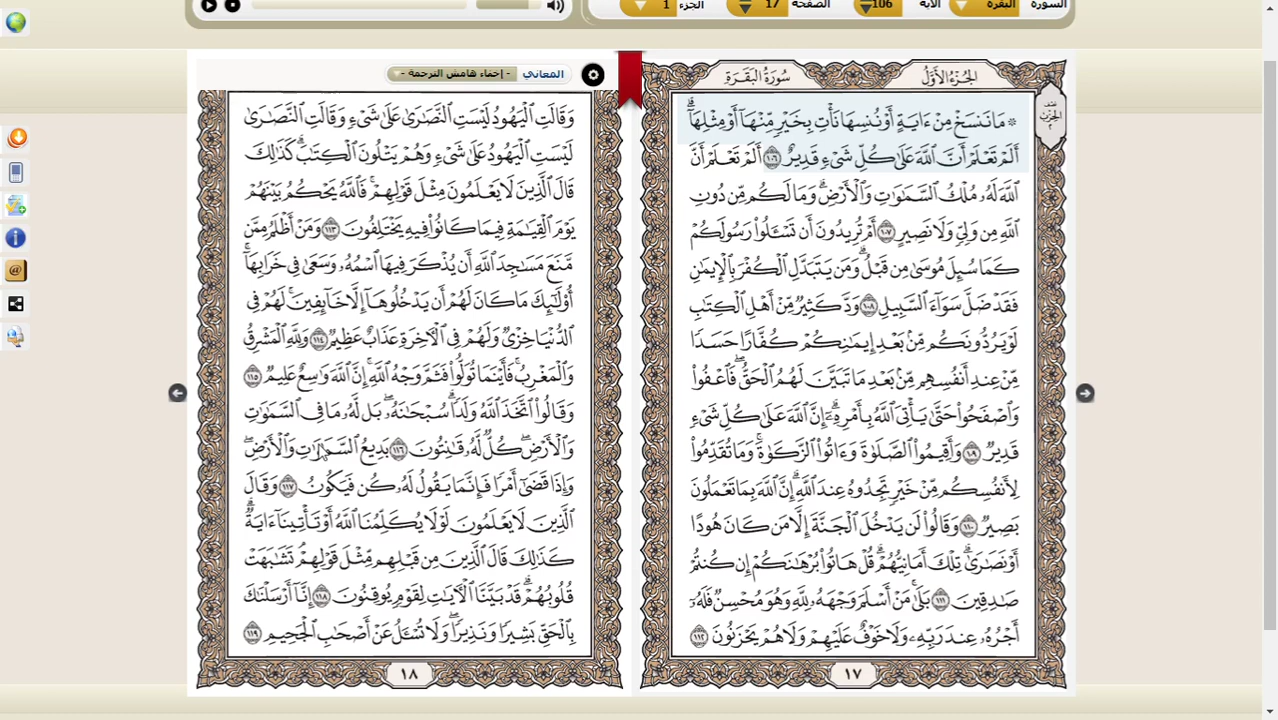 السورة البقرة الآية 106 الصفحة 17 الجزء 1
المعاني - إخفاء هامش الترجمة -
الجزء الأول
سورة البقرة
نصف الحزب ٢
۞ مَا نَنسَخْ مِنْ ءَايَةٍ أَوْ نُنسِهَا نَأْتِ بِخَيْرٍ مِّنْهَآ أَوْ مِثْلِهَآ ۗ
أَلَمْ تَعْلَمْ أَنَّ ٱللَّهَ عَلَىٰ كُلِّ شَىْءٍ قَدِيرٌ ١٠٦ أَلَمْ تَعْلَمْ أَنَّ
ٱللَّهَ لَهُۥ مُلْكُ ٱلسَّمَٰوَٰتِ وَٱلْأَرْضِ ۗ وَمَا لَكُم مِّن دُونِ
ٱللَّهِ مِن وَلِىٍّ وَلَا نَصِيرٍ ١٠٧ أَمْ تُرِيدُونَ أَن تَسْـَٔلُوا۟ رَسُولَكُمْ
كَمَا سُئِلَ مُوسَىٰ مِن قَبْلُ ۗ وَمَن يَتَبَدَّلِ ٱلْكُفْرَ بِٱلْإِيمَٰنِ
فَقَدْ ضَلَّ سَوَآءَ ٱلسَّبِيلِ ١٠٨ وَدَّ كَثِيرٌ مِّنْ أَهْلِ ٱلْكِتَٰبِ
لَوْ يَرُدُّونَكُم مِّنۢ بَعْدِ إِيمَٰنِكُمْ كُفَّارًا حَسَدًا
مِّنْ عِندِ أَنفُسِهِم مِّنۢ بَعْدِ مَا تَبَيَّنَ لَهُمُ ٱلْحَقُّ ۖ فَٱعْفُوا۟
وَٱصْفَحُوا۟ حَتَّىٰ يَأْتِىَ ٱللَّهُ بِأَمْرِهِۦٓ ۗ إِنَّ ٱللَّهَ عَلَىٰ كُلِّ شَىْءٍ
قَدِيرٌ ١٠٩ وَأَقِيمُوا۟ ٱلصَّلَوٰةَ وَءَاتُوا۟ ٱلزَّكَوٰةَ ۚ وَمَا تُقَدِّمُوا۟
لِأَنفُسِكُم مِّنْ خَيْرٍ تَجِدُوهُ عِندَ ٱللَّهِ ۗ إِنَّ ٱللَّهَ بِمَا تَعْمَلُونَ
بَصِيرٌ ١١٠ وَقَالُوا۟ لَن يَدْخُلَ ٱلْجَنَّةَ إِلَّا مَن كَانَ هُودًا
أَوْ نَصَٰرَىٰ ۗ تِلْكَ أَمَانِيُّهُمْ ۗ قُلْ هَاتُوا۟ بُرْهَٰنَكُمْ إِن كُنتُمْ
صَٰدِقِينَ ١١١ بَلَىٰ مَنْ أَسْلَمَ وَجْهَهُۥ لِلَّهِ وَهُوَ مُحْسِنٌ فَلَهُۥٓ
أَجْرُهُۥ عِندَ رَبِّهِۦ وَلَا خَوْفٌ عَلَيْهِمْ وَلَا هُمْ يَحْزَنُونَ ١١٢
١٧
وَقَالَتِ ٱلْيَهُودُ لَيْسَتِ ٱلنَّصَٰرَىٰ عَلَىٰ شَىْءٍ وَقَالَتِ ٱلنَّصَٰرَىٰ
لَيْسَتِ ٱلْيَهُودُ عَلَىٰ شَىْءٍ وَهُمْ يَتْلُونَ ٱلْكِتَٰبَ ۗ كَذَٰلِكَ
قَالَ ٱلَّذِينَ لَا يَعْلَمُونَ مِثْلَ قَوْلِهِمْ ۚ فَٱللَّهُ يَحْكُمُ بَيْنَهُمْ
يَوْمَ ٱلْقِيَٰمَةِ فِيمَا كَانُوا۟ فِيهِ يَخْتَلِفُونَ ١١٣ وَمَنْ أَظْلَمُ مِمَّن
مَّنَعَ مَسَٰجِدَ ٱللَّهِ أَن يُذْكَرَ فِيهَا ٱسْمُهُۥ وَسَعَىٰ فِى خَرَابِهَآ ۚ
أُو۟لَٰٓئِكَ مَا كَانَ لَهُمْ أَن يَدْخُلُوهَآ إِلَّا خَآئِفِينَ ۚ لَهُمْ فِى
ٱلدُّنْيَا خِزْىٌ وَلَهُمْ فِى ٱلْـَٔاخِرَةِ عَذَابٌ عَظِيمٌ ١١٤ وَلِلَّهِ ٱلْمَشْرِقُ
وَٱلْمَغْرِبُ ۚ فَأَيْنَمَا تُوَلُّوا۟ فَثَمَّ وَجْهُ ٱللَّهِ ۚ إِنَّ ٱللَّهَ وَٰسِعٌ عَلِيمٌ ١١٥
وَقَالُوا۟ ٱتَّخَذَ ٱللَّهُ وَلَدًا ۗ سُبْحَٰنَهُۥ ۖ بَل لَّهُۥ مَا فِى ٱلسَّمَٰوَٰتِ
وَٱلْأَرْضِ ۖ كُلٌّ لَّهُۥ قَٰنِتُونَ ١١٦ بَدِيعُ ٱلسَّمَٰوَٰتِ وَٱلْأَرْضِ ۖ
وَإِذَا قَضَىٰٓ أَمْرًا فَإِنَّمَا يَقُولُ لَهُۥ كُن فَيَكُونُ ١١٧ وَقَالَ
ٱلَّذِينَ لَا يَعْلَمُونَ لَوْلَا يُكَلِّمُنَا ٱللَّهُ أَوْ تَأْتِينَآ ءَايَةٌ ۗ
كَذَٰلِكَ قَالَ ٱلَّذِينَ مِن قَبْلِهِم مِّثْلَ قَوْلِهِمْ ۘ تَشَٰبَهَتْ
قُلُوبُهُمْ ۗ قَدْ بَيَّنَّا ٱلْـَٔايَٰتِ لِقَوْمٍ يُوقِنُونَ ١١٨ إِنَّآ أَرْسَلْنَٰكَ
بِٱلْحَقِّ بَشِيرًا وَنَذِيرًا ۖ وَلَا تُسْـَٔلُ عَنْ أَصْحَٰبِ ٱلْجَحِيمِ ١١٩
١٨